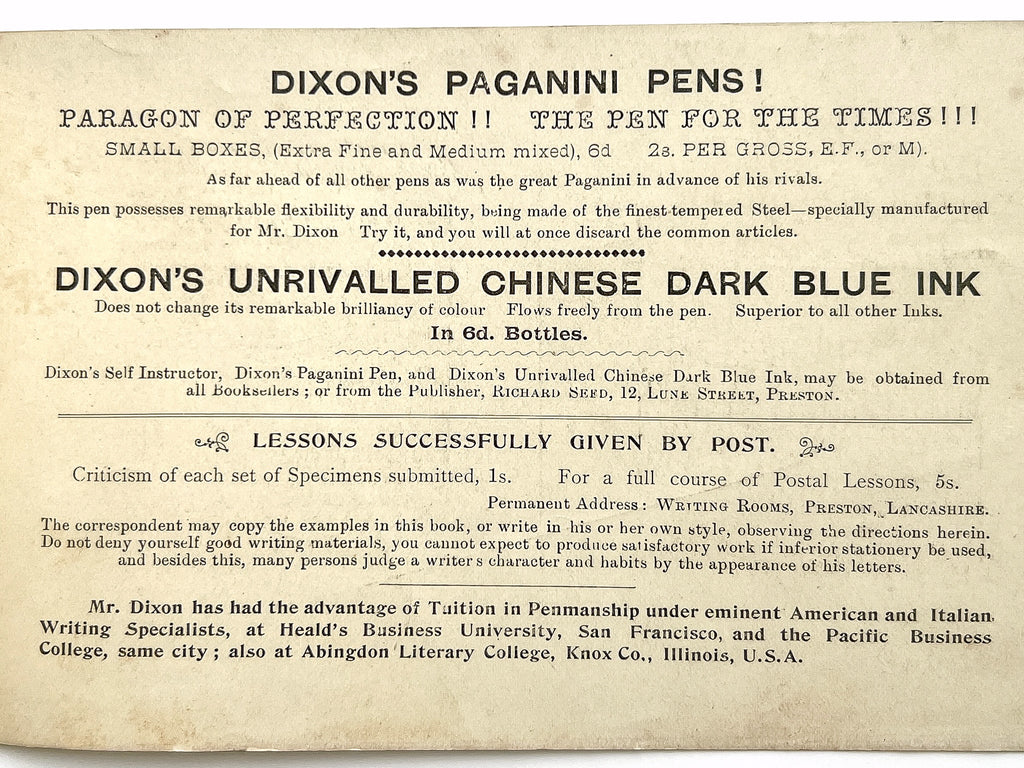 DIXON'S PAGANINI PENS!
PARAGON OF PERFECTION!! THE PEN FOR THE TIMES!!!
SMALL BOXES, (Extra Fine and Medium mixed), 6d 2s. PER GROSS, E.F., or M).
As far ahead of all other pens as was the great Paganini in advance of his rivals.
This pen possesses remarkable flexibility and durability, being made of the finest tempered Steel—specially manufactured
for Mr. Dixon Try it, and you will at once discard the common articles.
DIXON'S UNRIVALLED CHINESE DARK BLUE INK
Does not change its remarkable brilliancy of colour Flows freely from the pen. Superior to all other Inks.
In 6d. Bottles.
Dixon's Self Instructor, Dixon's Paganini Pen, and Dixon's Unrivalled Chinese Dark Blue Ink, may be obtained from
all Booksellers; or from the Publisher, RICHARD SEED, 12, LUNE STREET, PRESTON.
LESSONS SUCCESSFULLY GIVEN BY POST.
Criticism of each set of Specimens submitted, 1s. For a full course of Postal Lessons, 5s.
Permanent Address: WRITING ROOMS, PRESTON, LANCASHIRE.
The correspondent may copy the examples in this book, or write in his or her own style, observing the directions herein.
Do not deny yourself good writing materials, you cannot expect to produce satisfactory work if inferior stationery be used,
and besides this, many persons judge a writer's character and habits by the appearance of his letters.
Mr. Dixon has had the advantage of Tuition in Penmanship under eminent American and Italian
Writing Specialists, at Heald's Business University, San Francisco, and the Pacific Business
College, same city; also at Abingdon Literary College, Knox Co., Illinois, U.S.A.